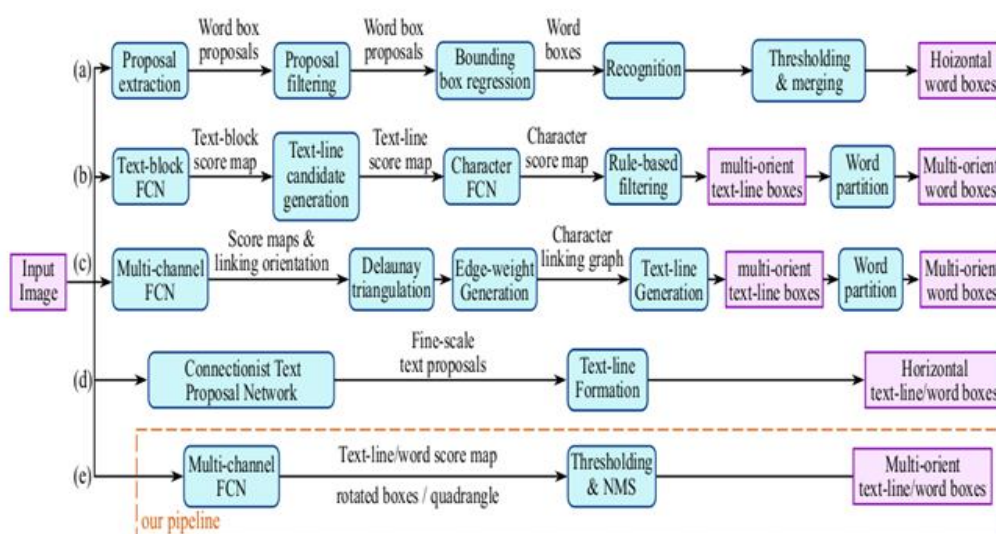 Word box
proposals
Word box
proposals
Word
boxes
(a)
Proposal
extraction
Proposal
filtering
Bounding
box regression
Recognition
Thresholding
& merging
Hoizontal
word boxes
Text-block
score map
Text-line
score map
Character
score map
(b)
Text-block
FCN
Text-line
candidate
generation
Character
FCN
Rule-based
filtering
multi-orient
text-line boxes
Word
partition
Multi-orient
word boxes
Score maps &
linking orientation
Character
linking graph
Input
Image
(c)
Multi-channel
FCN
Delaunay
triangulation
Edge-weight
Generation
Text-line
Generation
multi-orient
text-line boxes
Word
partition
Multi-orient
word boxes
Fine-scale
text proposals
(d)
Connectionist Text
Proposal Network
Text-line
Formation
Horizontal
text-line/word boxes
(e)
Multi-channel
FCN
Text-line/word score map
rotated boxes / quadrangle
Thresholding
& NMS
Multi-orient
text-line/word boxes
our pipeline